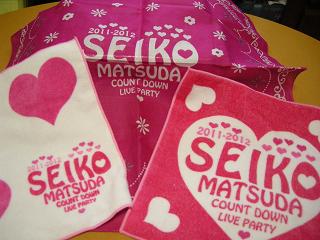 2011-2012
SEIKO
MATSUDA
COUNT DOWN
LIVE PARTY
2011-2012
SEIKO
MATSUDA
COUNT DOWN
LIVE PARTY
2011-2012
SEIKO
MATSUDA
COUNT DOWN
LIVE PARTY